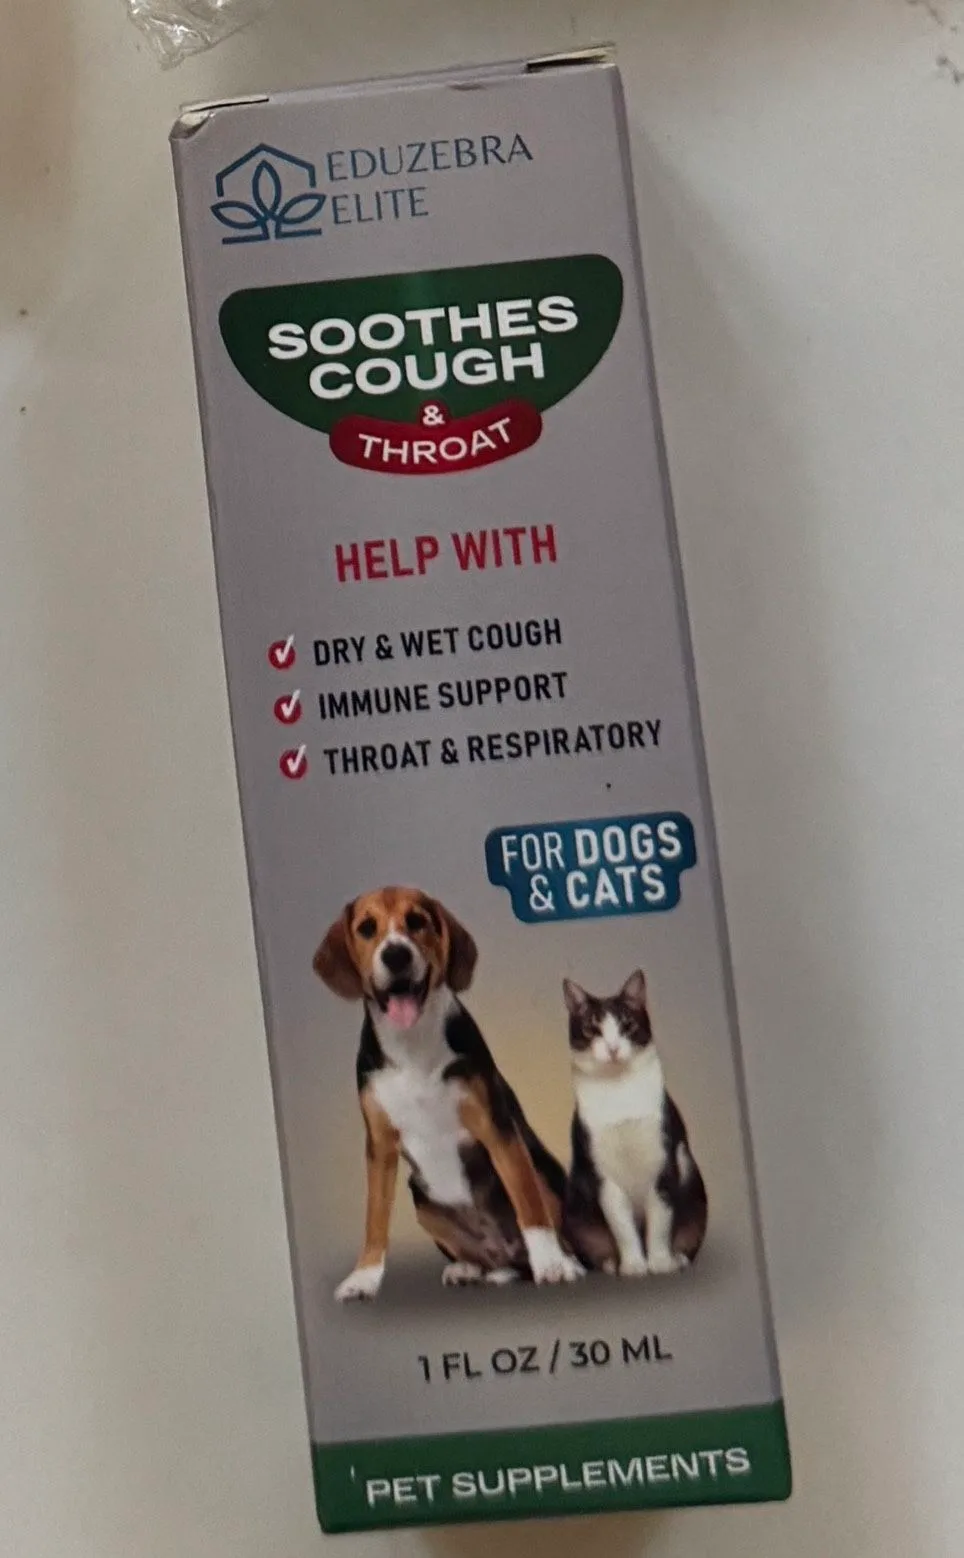 EDUZEBRA
ELITE
SOOTHES
COUGH
&
THROAT
HELP WITH
DRY & WET COUGH
IMMUNE SUPPORT
THROAT & RESPIRATORY
FOR DOGS
& CATS
1 FL OZ / 30 ML
PET SUPPLEMENTS